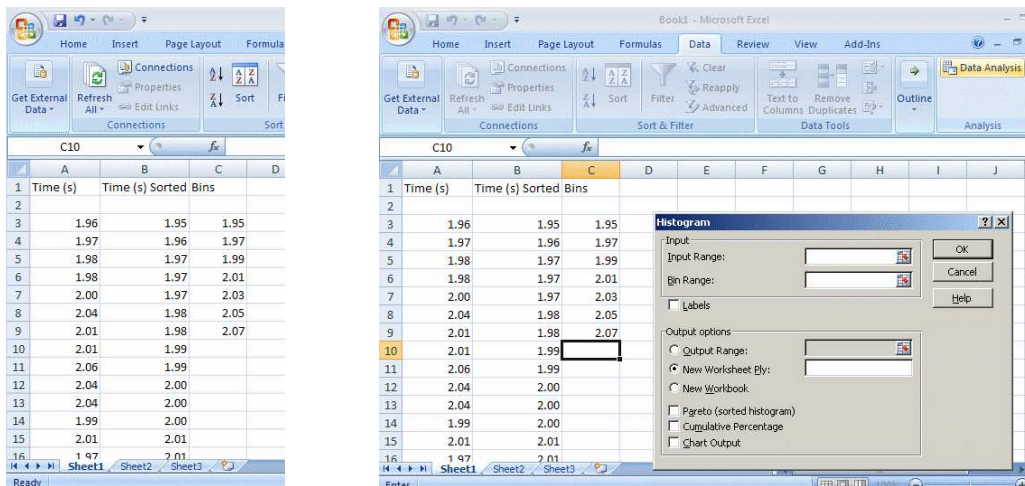 Home Insert Page Layout Formula
Get External Data
Refresh All
Connections
Properties
Edit Links
Connections
Sort
Sort
C10
fx
A B C D
1 Time (s) Time (s) Sorted Bins
2
3 1.96 1.95 1.95
4 1.97 1.96 1.97
5 1.98 1.97 1.99
6 1.98 1.97 2.01
7 2.00 1.97 2.03
8 2.04 1.98 2.05
9 2.01 1.98 2.07
10 2.01 1.99
11 2.06 1.99
12 2.04 2.00
13 2.04 2.00
14 1.99 2.00
15 2.01 2.01
16 1.97 2.01
Sheet1 Sheet2 Sheet3
Ready
Book1 - Microsoft Excel
Home Insert Page Layout Formulas Data Review View Add-Ins
Get External Data
Refresh All
Connections
Properties
Edit Links
Connections
Sort
Filter
Clear
Reapply
Advanced
Sort & Filter
Text to Columns
Remove Duplicates
Data Tools
Outline
Data Analysis
Analysis
C10
fx
A B C D E F G H I J
1 Time (s) Time (s) Sorted Bins
2
3 1.96 1.95 1.95
4 1.97 1.96 1.97
5 1.98 1.97 1.99
6 1.98 1.97 2.01
7 2.00 1.97 2.03
8 2.04 1.98 2.05
9 2.01 1.98 2.07
10 2.01 1.99
11 2.06 1.99
12 2.04 2.00
13 2.04 2.00
14 1.99 2.00
15 2.01 2.01
16 1.97 2.01
Sheet1 Sheet2 Sheet3
Enter
100%
Histogram
Input
Input Range:
Bin Range:
Labels
Output options
Output Range:
New Worksheet Ply:
New Workbook
Pareto (sorted histogram)
Cumulative Percentage
Chart Output
OK
Cancel
Help